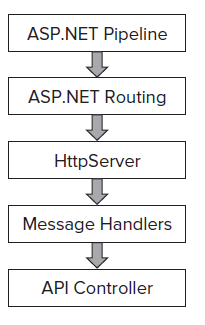 ASP.NET Pipeline
ASP.NET Routing
HttpServer
Message Handlers
API Controller